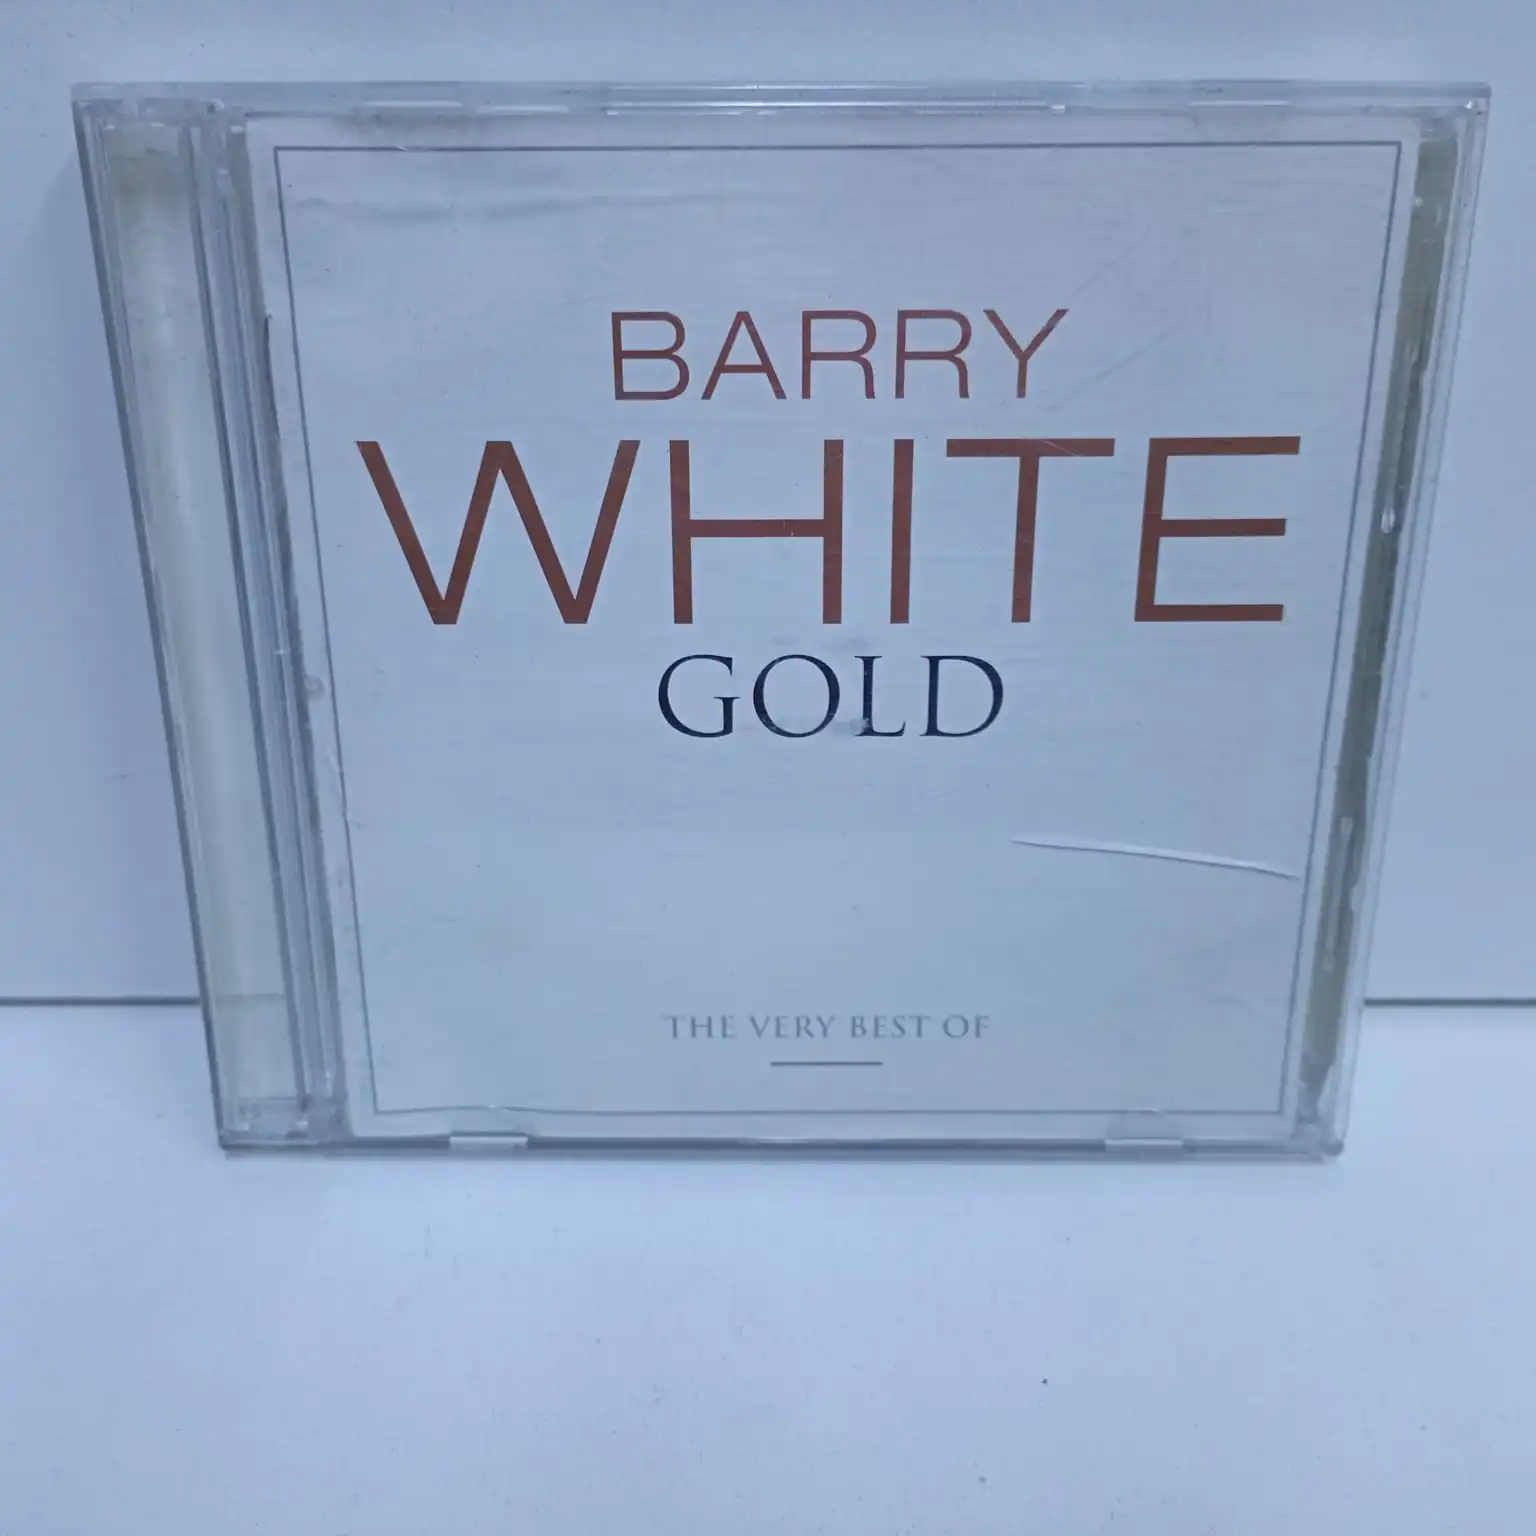 BARRY
WHITE
GOLD
THE VERY BEST OF